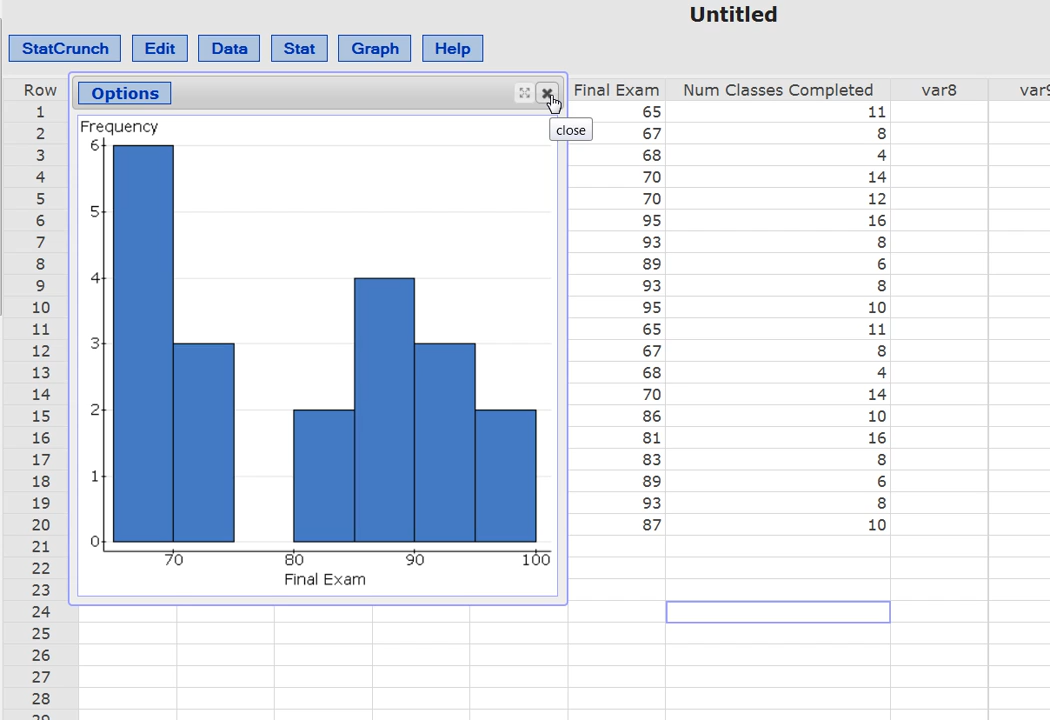 Untitled
StatCrunch Edit Data Stat Graph Help
Row Options Final Exam Num Classes Completed var8 var9
close
Frequency
6
5
4
3
2
1
0
70 80 90 100
Final Exam
1 65 11
2 67 8
3 68 4
4 70 14
5 70 12
6 95 16
7 93 8
8 89 6
9 93 8
10 95 10
11 65 11
12 67 8
13 68 4
14 70 14
15 86 10
16 81 16
17 83 8
18 89 6
19 93 8
20 87 10
21
22
23
24
25
26
27
28